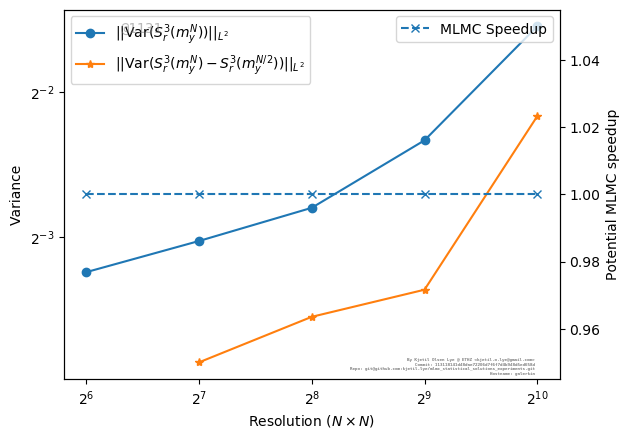 ||Var(S_r^3(m_y^N))||_{L^2}
||Var(S_r^3(m_y^N) − S_r^3(m_y^{N/2}))||_{L^2}
MLMC Speedup
2^{-2}
2^{-3}
Variance
1.04
1.02
1.00
0.98
0.96
Potential MLMC speedup
By Kjetil Olsen Lye @ ETHZ
2^6
2^7
2^8
2^9
2^{10}
Resolution (N × N)